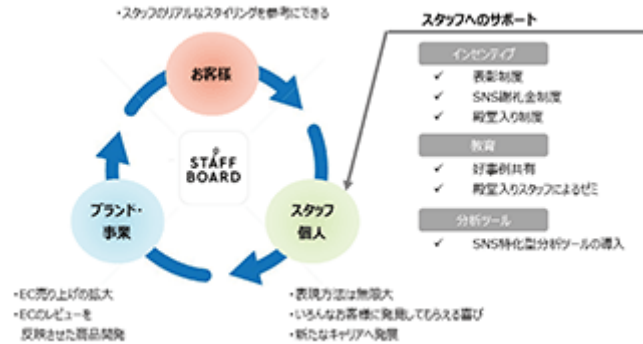 ・スタッフのリアルなスタイリングを参考にできる
お客様
STAFF
BOARD
ブランド・
事業
スタッフ
個人
・EC売り上げの拡大
・ECのレビューを
反映させた商品開発
・表現方法は無限大
・いろんなお客様に発見してもらえる喜び
・新たなキャリアへ発展
スタッフへのサポート
インセンティブ
✓ 表彰制度
✓ SNS謝礼金制度
✓ 殿堂入り制度
教育
✓ 好事例共有
✓ 殿堂入りスタッフによるゼミ
分析ツール
✓ SNS特化型分析ツールの導入